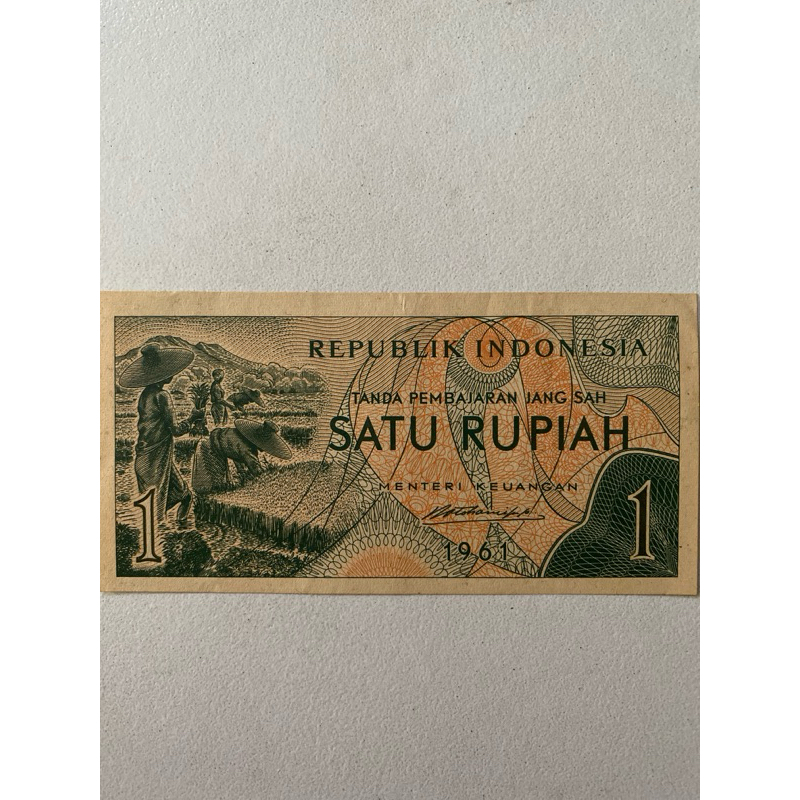 REPUBLIK INDONESIA
TANDA PEMBAJARAN JANG SAH
SATU RUPIAH
MENTERI KEUANGAN
1961
1
1